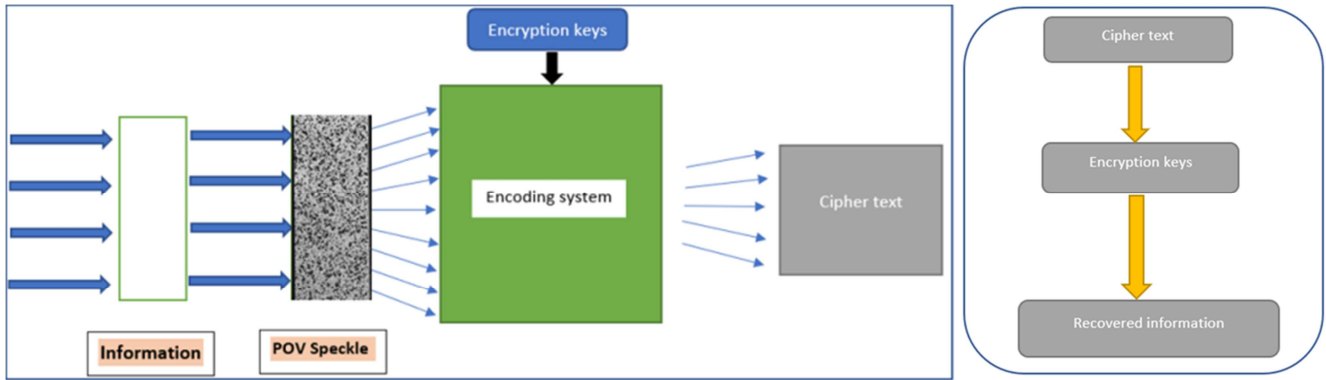 Encryption keys
Encoding system
Cipher text
Information
POV Speckle
Cipher text
Encryption keys
Recovered information